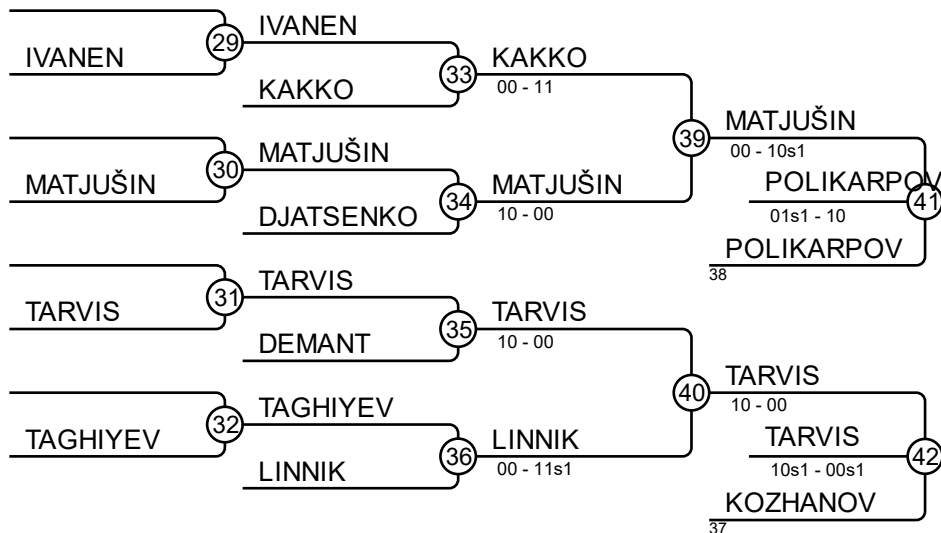 IVANEN
29
IVANEN
KAKKO
33
KAKKO
00 - 11
MATJUŠIN
30
MATJUŠIN
DJATSENKO
34
MATJUŠIN
10 - 00
39
MATJUŠIN
00 - 10s1
POLIKARPOV
01s1 - 10
41
POLIKARPOV
38
TARVIS
31
TARVIS
DEMANT
35
TARVIS
10 - 00
TAGHIYEV
32
TAGHIYEV
LINNIK
36
LINNIK
00 - 11s1
40
TARVIS
10 - 00
TARVIS
10s1 - 00s1
42
KOZHANOV
37